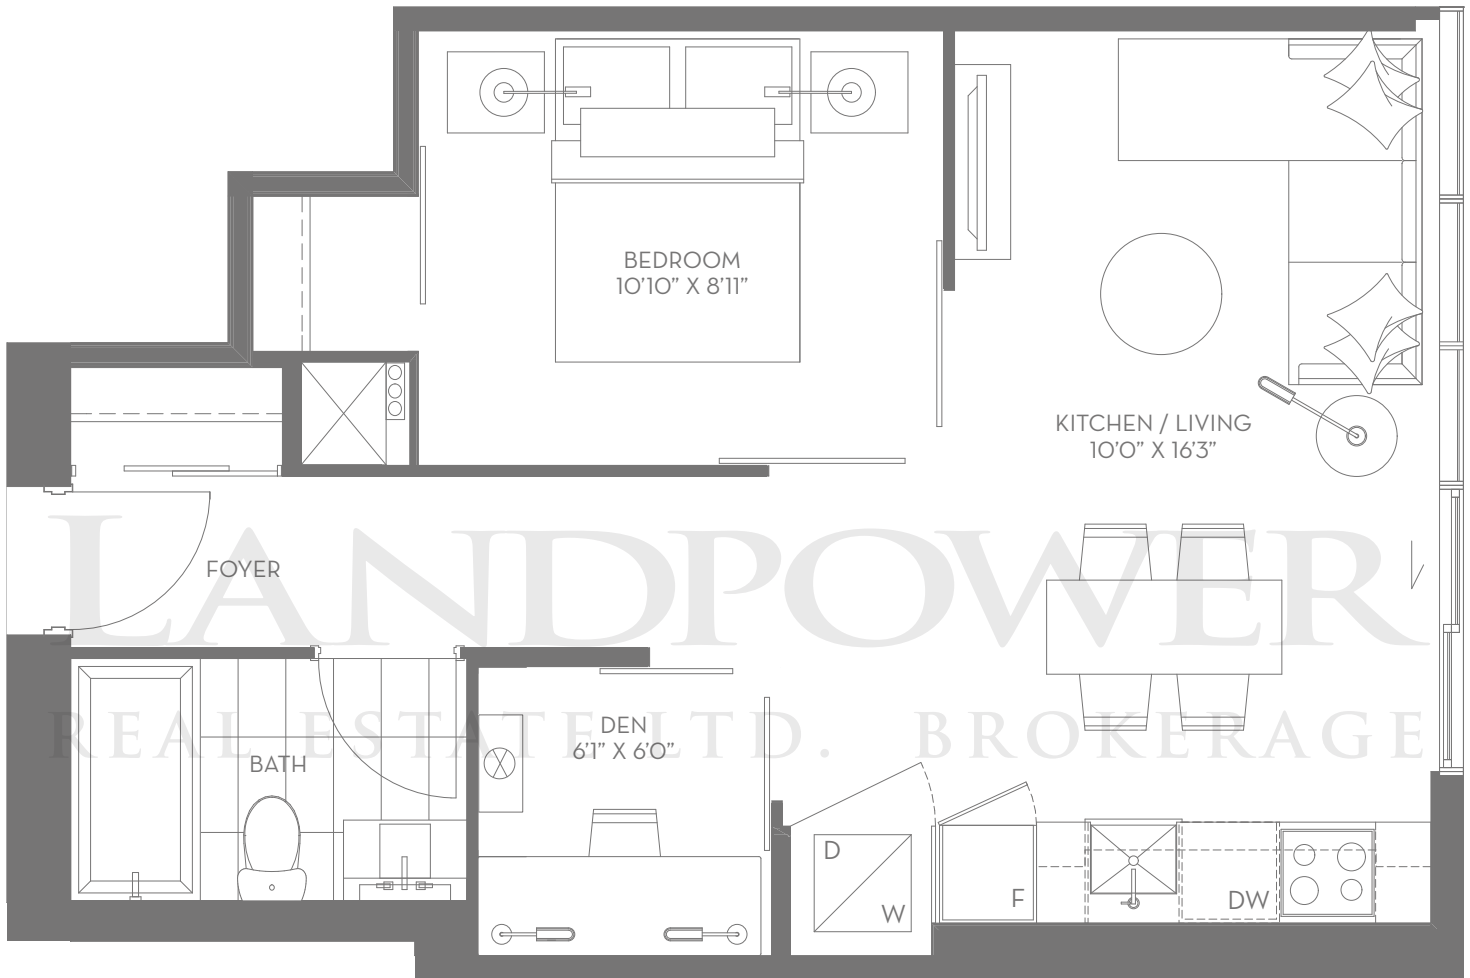 BEDROOM
10'10” X 8'11”
KITCHEN / LIVING
10'0” X 16'3”
LANDPOWER
FOYER
REAL ESTATE LTD. BROKERAGE
DEN
6'1” X 6'0”
BATH
D
W
F
DW